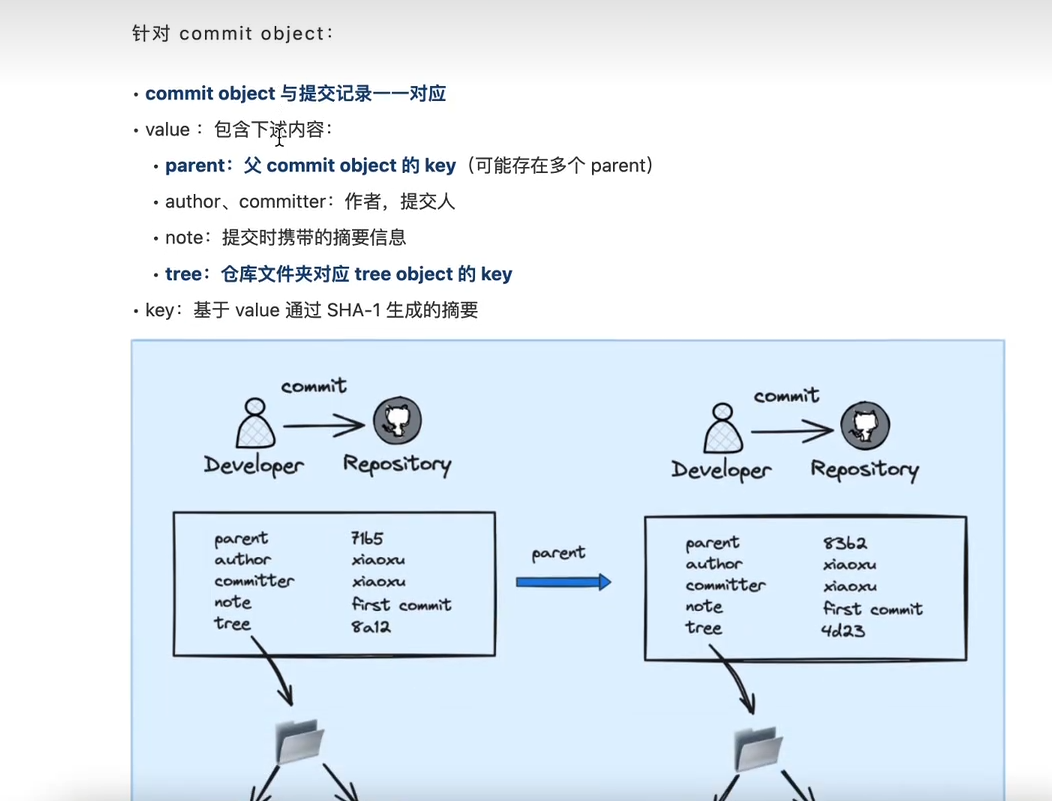 针对 commit object：
• commit object 与提交记录一一对应
• value ：包含下述内容：
• parent：父 commit object 的 key（可能存在多个 parent）
• author、committer：作者，提交人
• note：提交时携带的摘要信息
• tree：仓库文件夹对应 tree object 的 key
• key：基于 value 通过 SHA-1 生成的摘要
commit
Developer Repository
commit
Developer Repository
parent 71b5
author xiaoxu
committer xiaoxu
note first commit
tree 8a12
parent
parent 83b2
author xiaoxu
committer xiaoxu
note first commit
tree 4d23